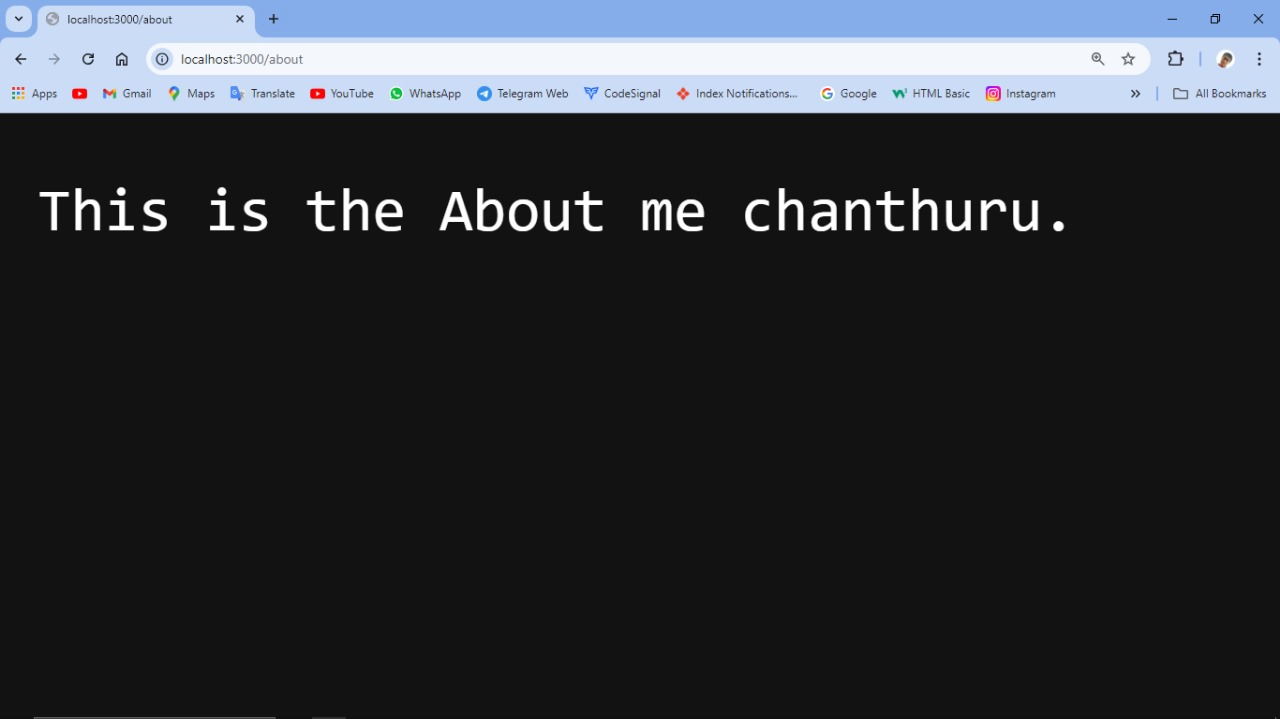 localhost:3000/about
localhost:3000/about
Apps Gmail Maps Translate YouTube WhatsApp Telegram Web CodeSignal Index Notifications... Google HTML Basic Instagram » All Bookmarks
This is the About me chanthuru.